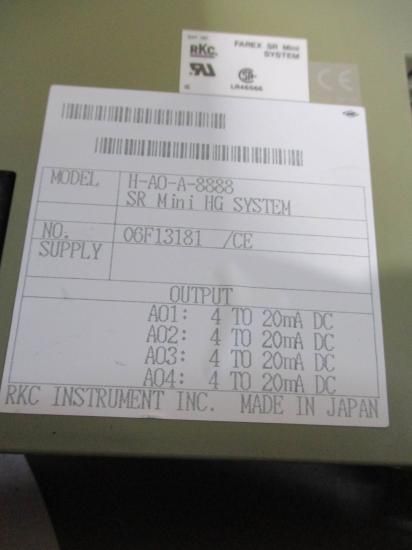 RKC
FAREX SR Mini
SYSTEM
LR46566
CE
MODEL H-AO-A-8888
SR Mini HG SYSTEM
NO. 06F13181 /CE
SUPPLY
OUTPUT
AO1: 4 TO 20mA DC
AO2: 4 TO 20mA DC
AO3: 4 TO 20mA DC
AO4: 4 TO 20mA DC
RKC INSTRUMENT INC. MADE IN JAPAN